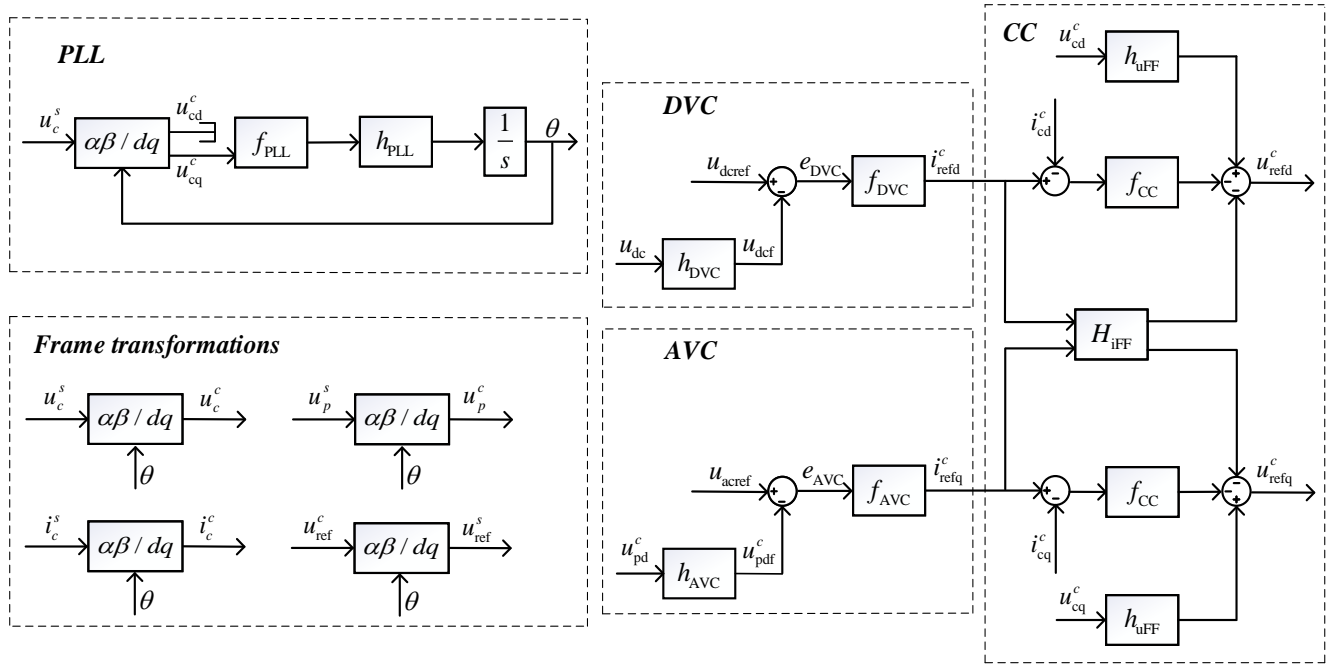 PLL
u_c^s
αβ / dq
u_cd^c
u_cq^c
f_PLL
h_PLL
1/s
θ
Frame transformations
u_c^s
αβ / dq
u_c^c
θ
u_p^s
αβ / dq
u_p^c
θ
i_c^s
αβ / dq
i_c^c
θ
u_ref^c
αβ / dq
u_ref^s
θ
DVC
u_dcref
+
-
e_DVC
f_DVC
i_refd^c
u_dc
h_DVC
u_dcf
AVC
u_acref
+
-
e_AVC
f_AVC
i_refq^c
u_pd^c
h_AVC
u_pdf^c
CC
u_cd^c
h_uFF
i_cd^c
+
-
f_CC
+
-
-
u_refd^c
H_iFF
+
-
f_CC
-
-
+
u_refq^c
i_cq^c
u_cq^c
h_uFF